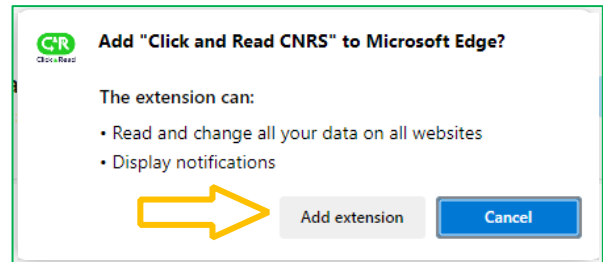 C+R
Click+Read
Add "Click and Read CNRS" to Microsoft Edge?
The extension can:
• Read and change all your data on all websites
• Display notifications
Add extension
Cancel